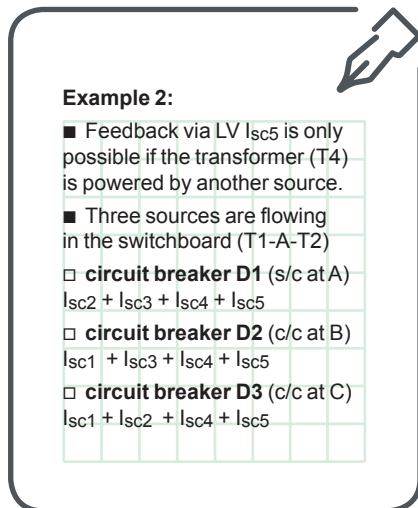 Example 2:
■ Feedback via LV Isc5 is only
possible if the transformer (T4)
is powered by another source.
■ Three sources are flowing
in the switchboard (T1-A-T2)
□ circuit breaker D1 (s/c at A)
Isc2 + Isc3 + Isc4 + Isc5
□ circuit breaker D2 (c/c at B)
Isc1 + Isc3 + Isc4 + Isc5
□ circuit breaker D3 (c/c at C)
Isc1 + Isc2 + Isc4 + Isc5